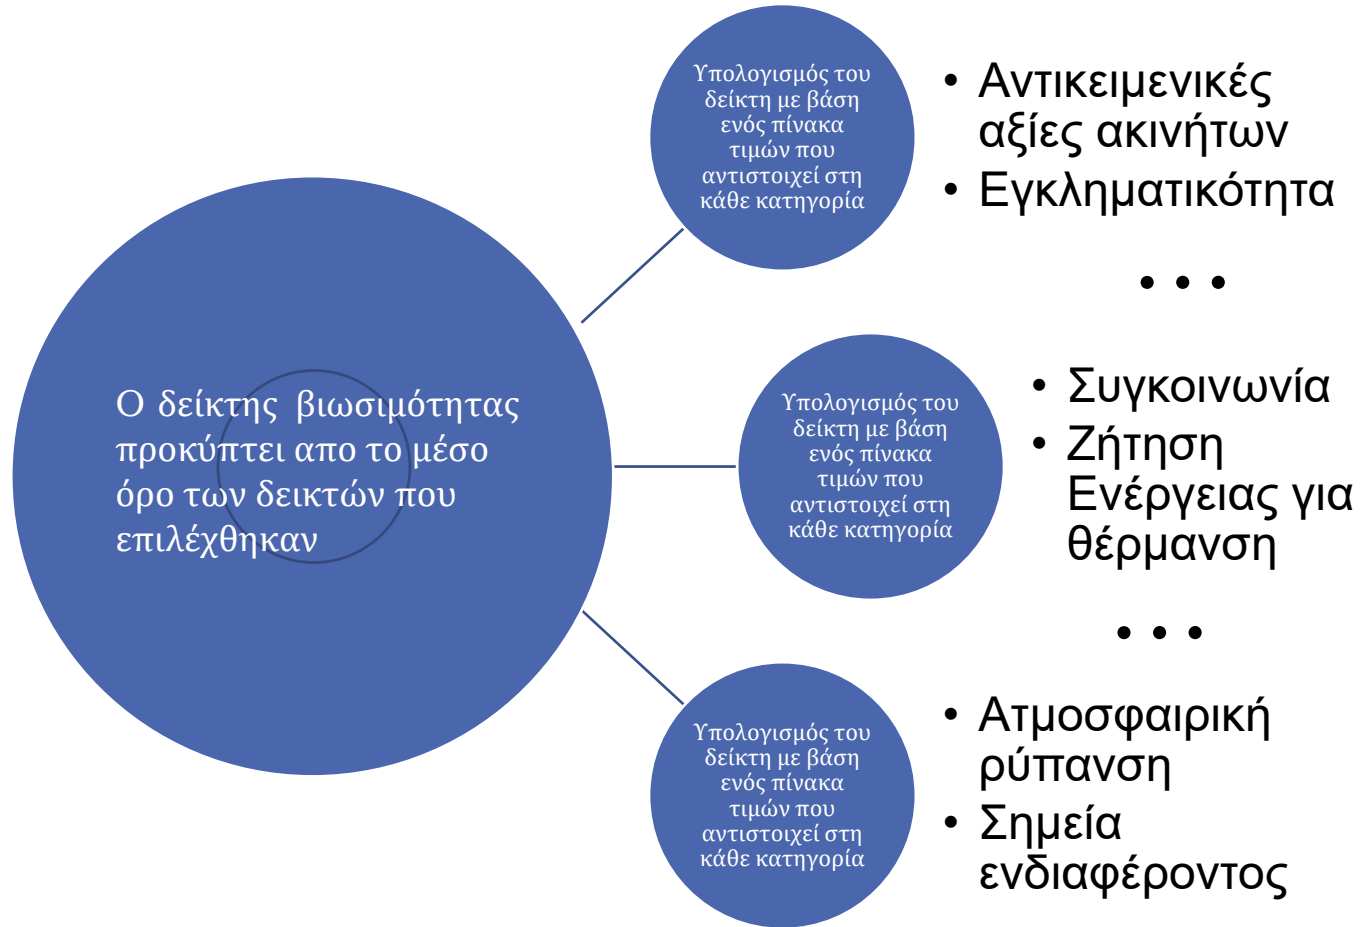 Υπολογισμός του
δείκτη με βάση
ενός πίνακα
τιμών που
αντιστοιχεί στη
κάθε κατηγορία
• Αντικειμενικές
αξίες ακινήτων
• Εγκληματικότητα
• • •
Ο δείκτης βιωσιμότητας
προκύπτει απο το μέσο
όρο των δεικτών που
επιλέχθηκαν
Υπολογισμός του
δείκτη με βάση
ενός πίνακα
τιμών που
αντιστοιχεί στη
κάθε κατηγορία
• Συγκοινωνία
• Ζήτηση
Ενέργειας για
θέρμανση
• • •
Υπολογισμός του
δείκτη με βάση
ενός πίνακα
τιμών που
αντιστοιχεί στη
κάθε κατηγορία
• Ατμοσφαιρική
ρύπανση
• Σημεία
ενδιαφέροντος